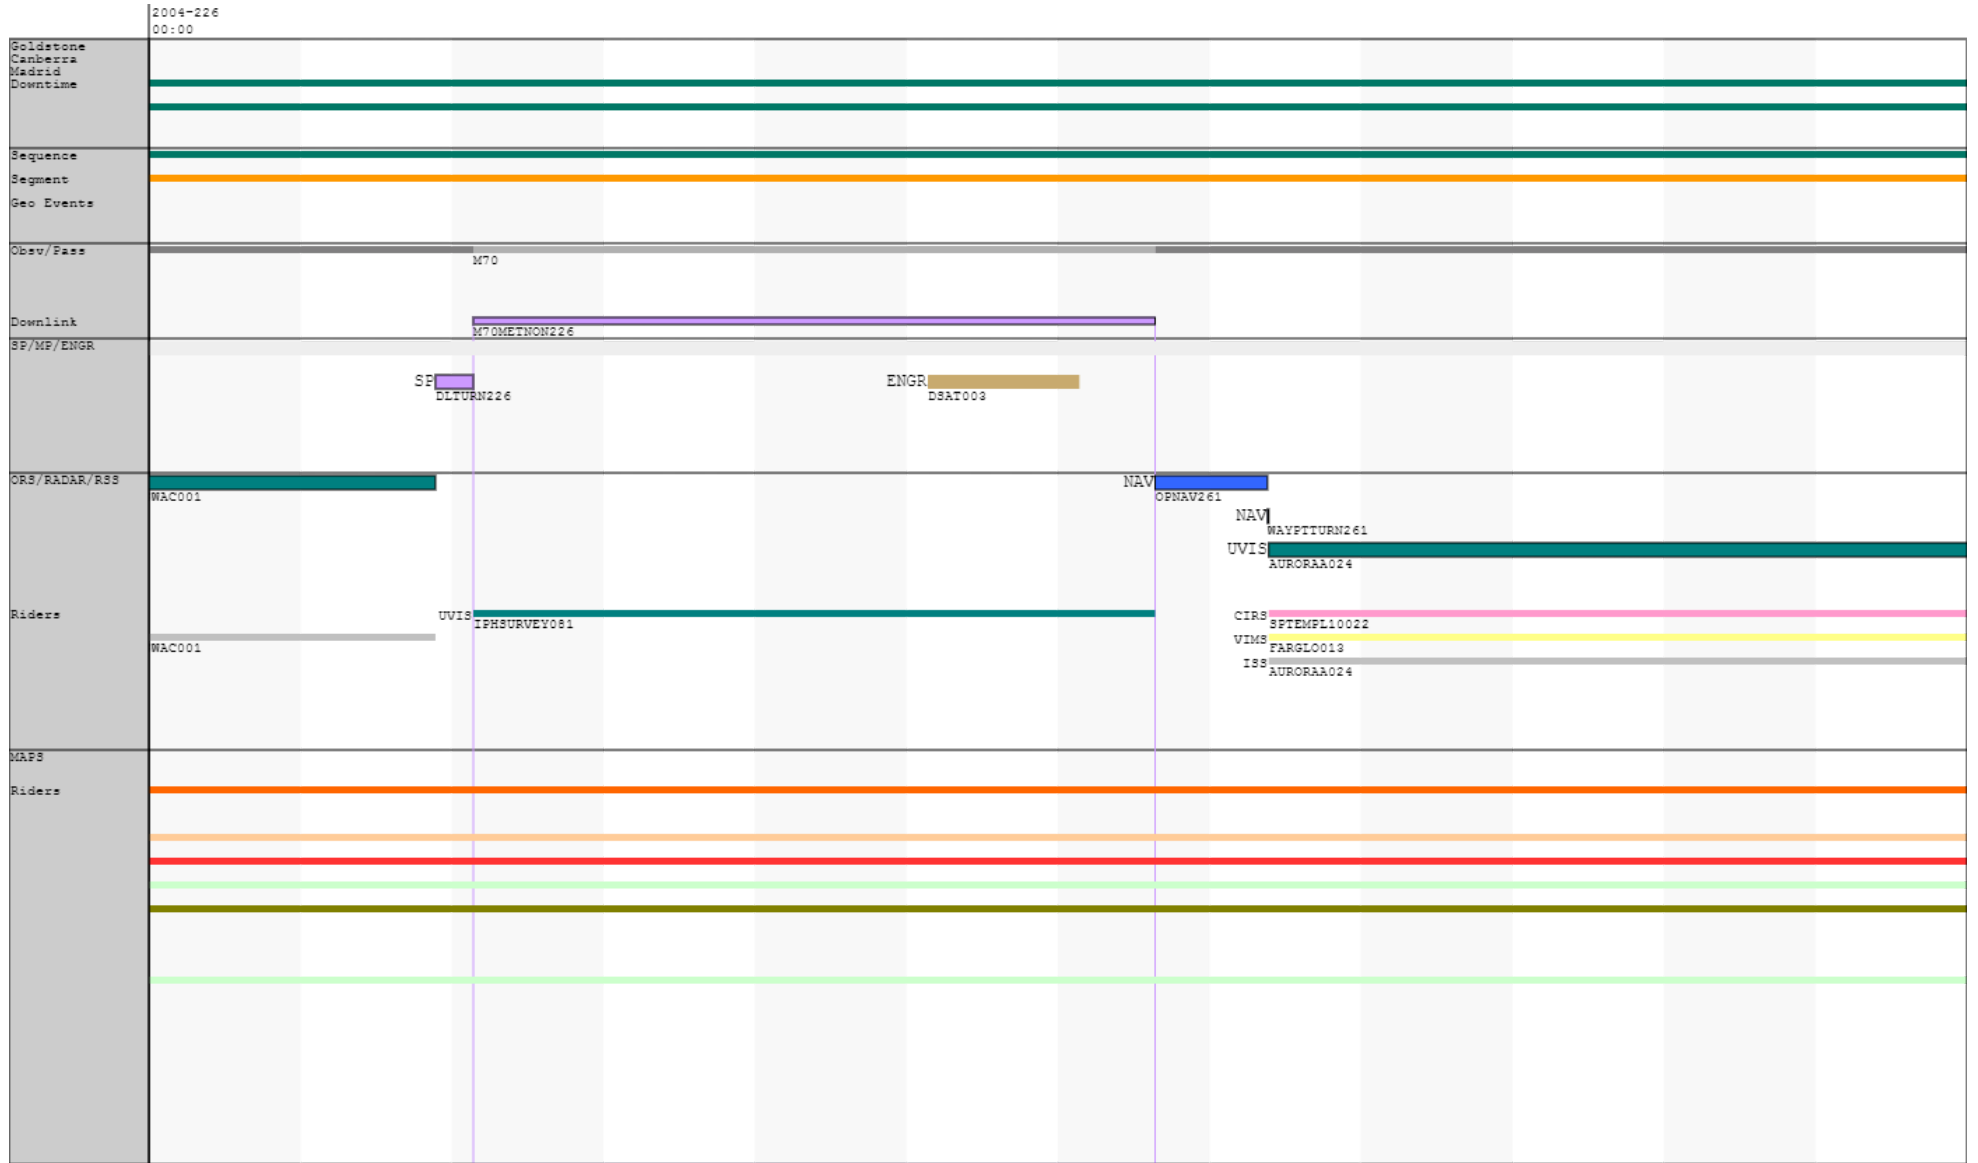 2004-226
00:00
Goldstone
Canberra
Madrid
Downtime
Sequence
Segment
Geo Events
Obsv/Pass
M70
Downlink
M70METNON226
SP/MP/ENGR
SP
ENGR
DLTURN226
DSAT003
ORS/RADAR/RSS
NAV
WAC001
OPNAV261
NAV
WAYPTTURN261
UVIS
AURORAA024
Riders
UVIS
CIRS
IPHSURVEY081
SPTEMPL10022
VIMS
WAC001
FARGLO013
ISS
AURORAA024
MAPS
Riders